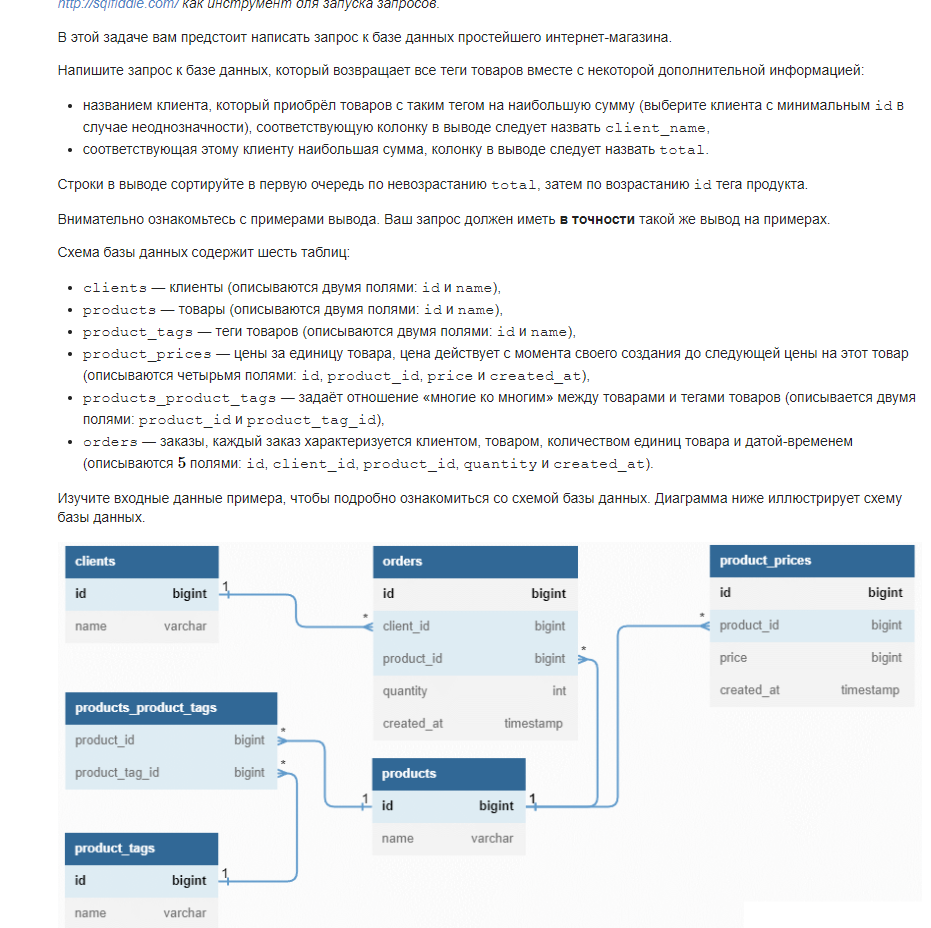 http://sqlfiddle.com/ как инструмент для запуска запросов.
В этой задаче вам предстоит написать запрос к базе данных простейшего интернет-магазина.
Напишите запрос к базе данных, который возвращает все теги товаров вместе с некоторой дополнительной информацией:
• названием клиента, который приобрёл товаров с таким тегом на наибольшую сумму (выберите клиента с минимальным id в
случае неоднозначности), соответствующую колонку в выводе следует назвать client_name,
• соответствующая этому клиенту наибольшая сумма, колонку в выводе следует назвать total.
Строки в выводе сортируйте в первую очередь по невозрастанию total, затем по возрастанию id тега продукта.
Внимательно ознакомьтесь с примерами вывода. Ваш запрос должен иметь в точности такой же вывод на примерах.
Схема базы данных содержит шесть таблиц:
• clients — клиенты (описываются двумя полями: id и name),
• products — товары (описываются двумя полями: id и name),
• product_tags — теги товаров (описываются двумя полями: id и name),
• product_prices — цены за единицу товара, цена действует с момента своего создания до следующей цены на этот товар
(описываются четырьмя полями: id, product_id, price и created_at),
• products_product_tags — задаёт отношение «многие ко многим» между товарами и тегами товаров (описывается двумя
полями: product_id и product_tag_id),
• orders — заказы, каждый заказ характеризуется клиентом, товаром, количеством единиц товара и датой-временем
(описываются 5 полями: id, client_id, product_id, quantity и created_at).
Изучите входные данные примера, чтобы подробно ознакомиться со схемой базы данных. Диаграмма ниже иллюстрирует схему
базы данных.
clients
id bigint 1
name varchar
orders
id bigint
* client_id bigint
product_id bigint *
quantity int
created_at timestamp
product_prices
id bigint
* product_id bigint
price bigint
created_at timestamp
products_product_tags
product_id bigint *
product_tag_id bigint *
products
1 id bigint 1
name varchar
product_tags
id bigint 1
name varchar